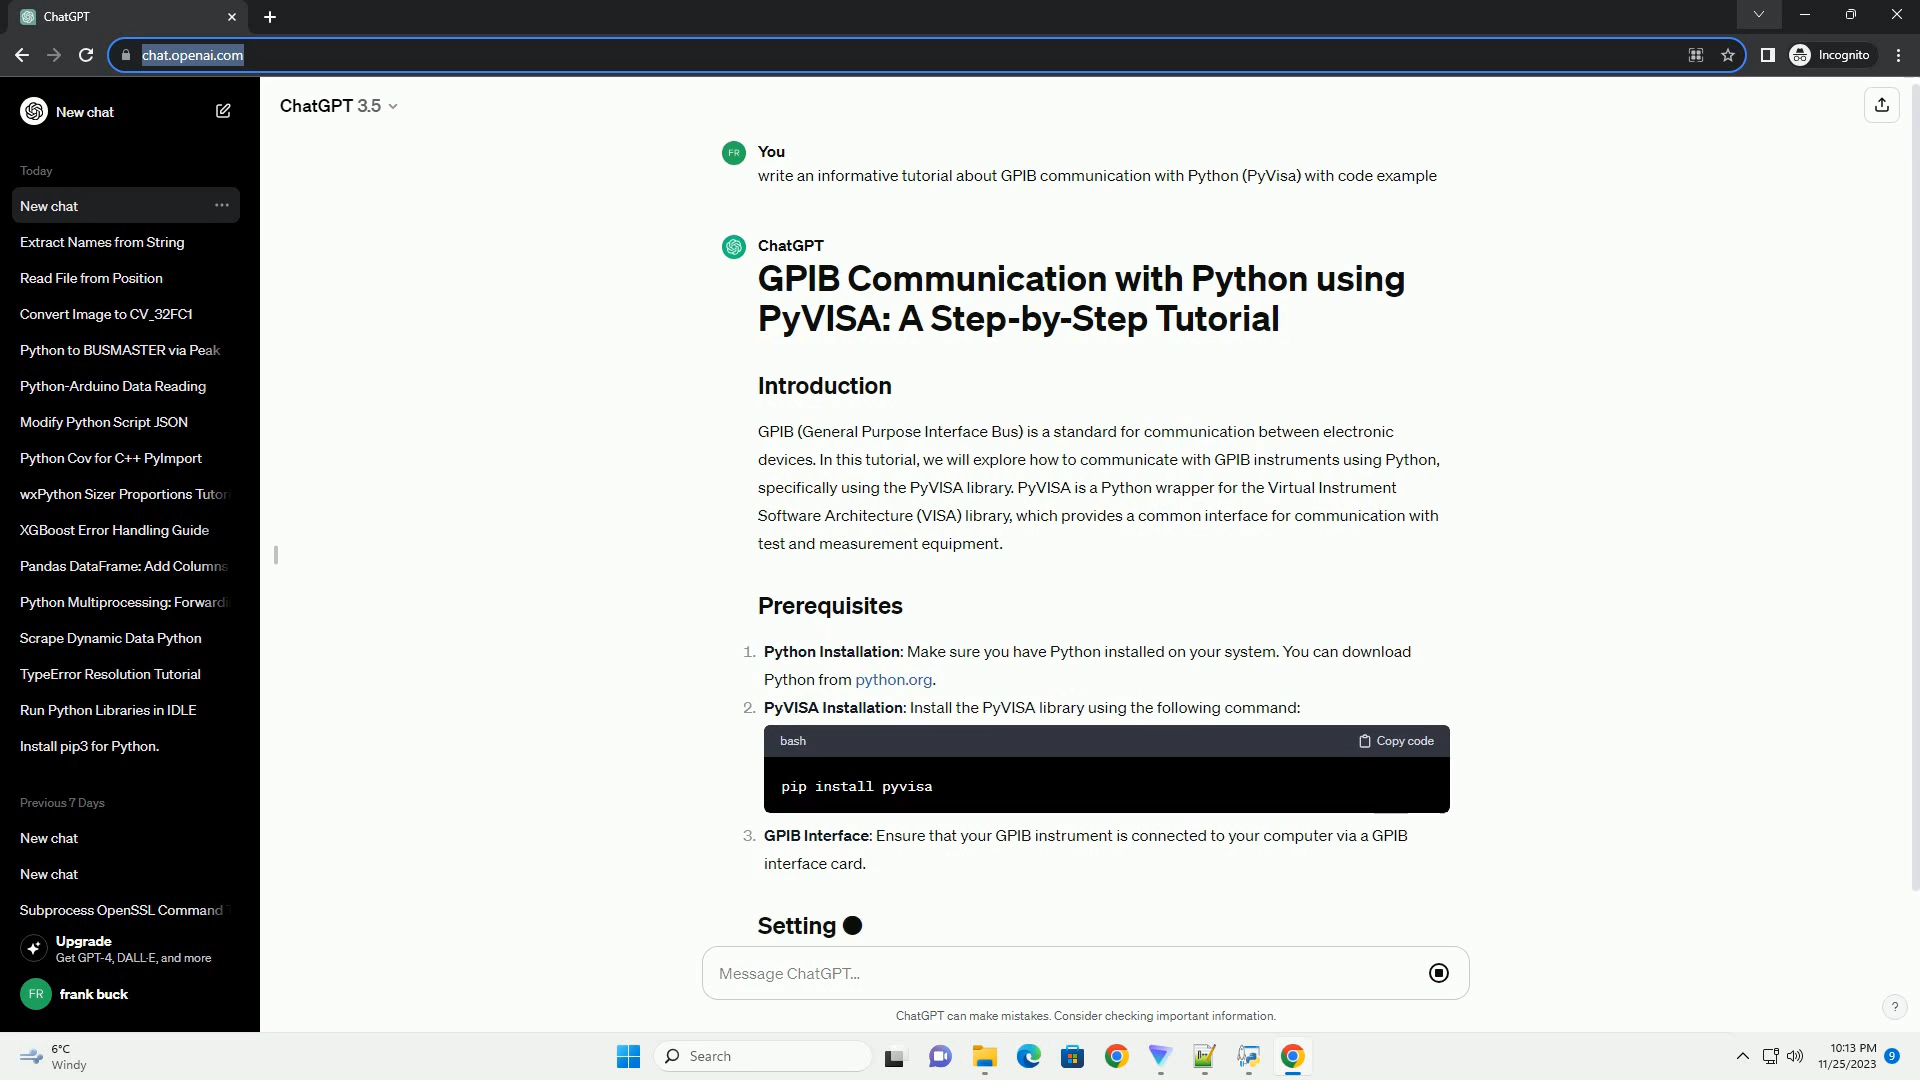 ChatGPT
chat.openai.com
Incognito
New chat
Today
New chat
Extract Names from String
Read File from Position
Convert Image to CV_32FC1
Python to BUSMASTER via Peak
Python-Arduino Data Reading
Modify Python Script JSON
Python Cov for C++ PyImport
wxPython Sizer Proportions Tutor
XGBoost Error Handling Guide
Pandas DataFrame: Add Columns
Python Multiprocessing: Forwardi
Scrape Dynamic Data Python
TypeError Resolution Tutorial
Run Python Libraries in IDLE
Install pip3 for Python.
Previous 7 Days
New chat
New chat
Subprocess OpenSSL Command T
Upgrade
Get GPT-4, DALL·E, and more
FR frank buck
ChatGPT 3.5
FR You
write an informative tutorial about GPIB communication with Python (PyVisa) with code example
ChatGPT
GPIB Communication with Python using
PyVISA: A Step-by-Step Tutorial
Introduction
GPIB (General Purpose Interface Bus) is a standard for communication between electronic
devices. In this tutorial, we will explore how to communicate with GPIB instruments using Python,
specifically using the PyVISA library. PyVISA is a Python wrapper for the Virtual Instrument
Software Architecture (VISA) library, which provides a common interface for communication with
test and measurement equipment.
Prerequisites
1. Python Installation: Make sure you have Python installed on your system. You can download
Python from python.org.
2. PyVISA Installation: Install the PyVISA library using the following command:
bash Copy code
pip install pyvisa
3. GPIB Interface: Ensure that your GPIB instrument is connected to your computer via a GPIB
interface card.
Setting
Message ChatGPT...
ChatGPT can make mistakes. Consider checking important information.
?
6°C
Windy
Search
10:13 PM
11/25/2023
9